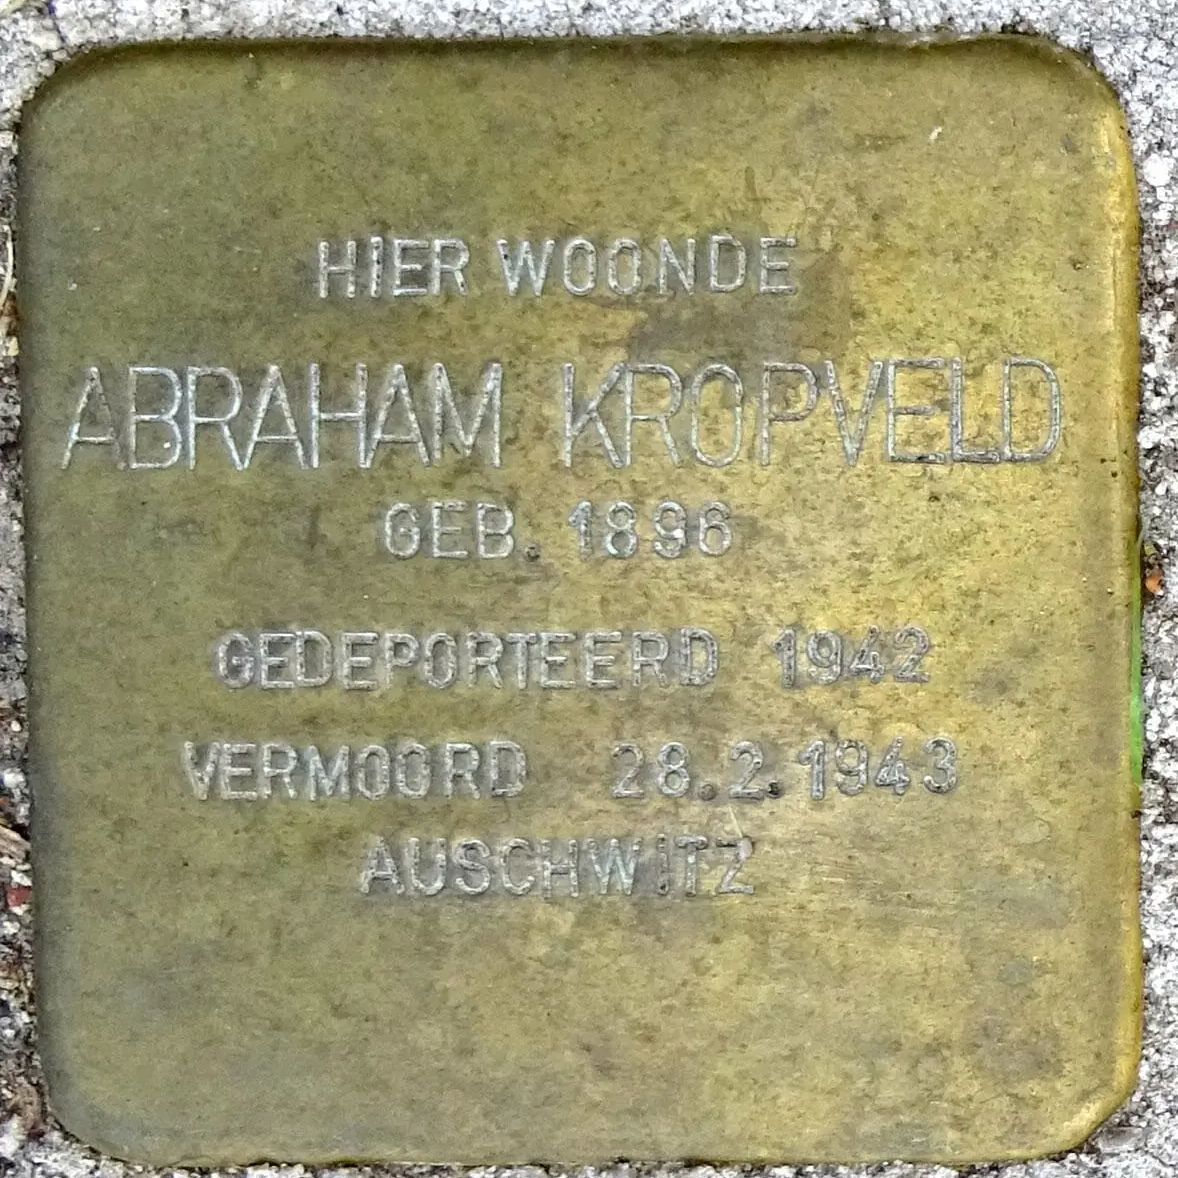 HIER WOONDE
ABRAHAM KROPVELD
GEB. 1896
GEDEPORTEERD 1942
VERMOORD 28.2.1943
AUSCHWITZ